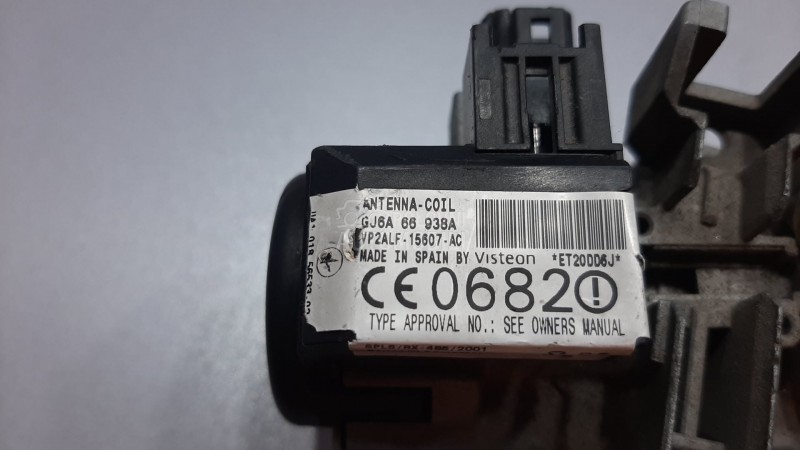 ANTENNA-COIL
GJ6A 66 938A
VP2ALF-15607-AC
MADE IN SPAIN BY Visteon
*ET20DD6J*
CE0682
TYPE APPROVAL NO.: SEE OWNERS MANUAL